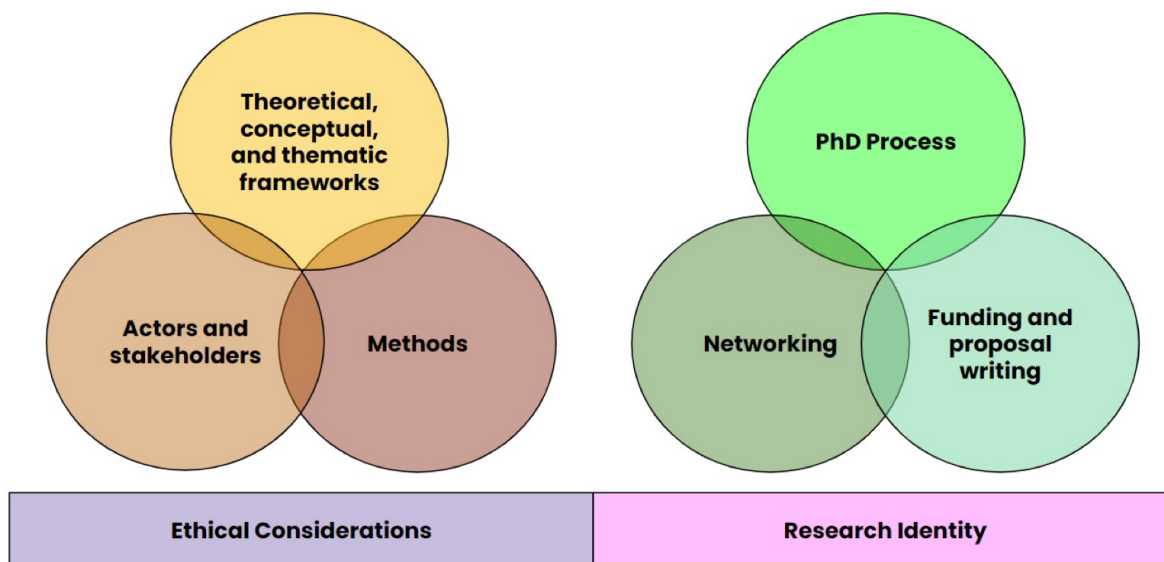 Theoretical,
conceptual,
and thematic
frameworks
Actors and
stakeholders
Methods
PhD Process
Networking
Funding and
proposal
writing
Ethical Considerations
Research Identity